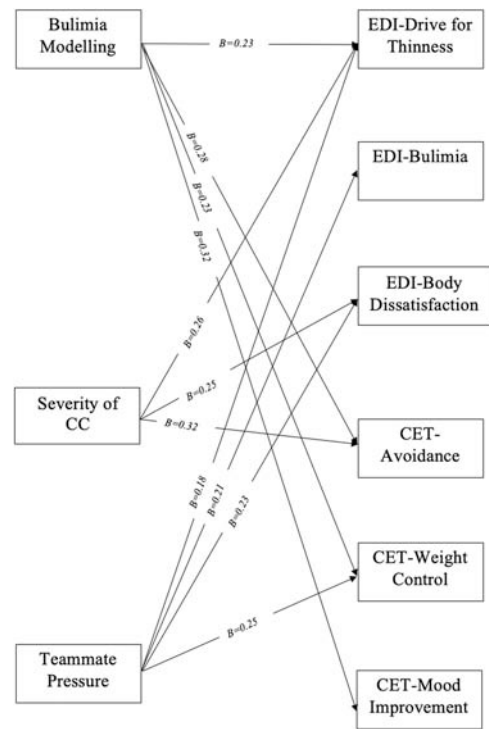 Bulimia
Modelling
B=0.23
EDI-Drive for
Thinness
B=0.28
B=0.23
B=0.32
EDI-Bulimia
EDI-Body
Dissatisfaction
B=0.26
B=0.25
Severity of
CC
B=0.32
CET-
Avoidance
B=0.18
B=0.21
B=0.23
CET-Weight
Control
B=0.25
Teammate
Pressure
CET-Mood
Improvement